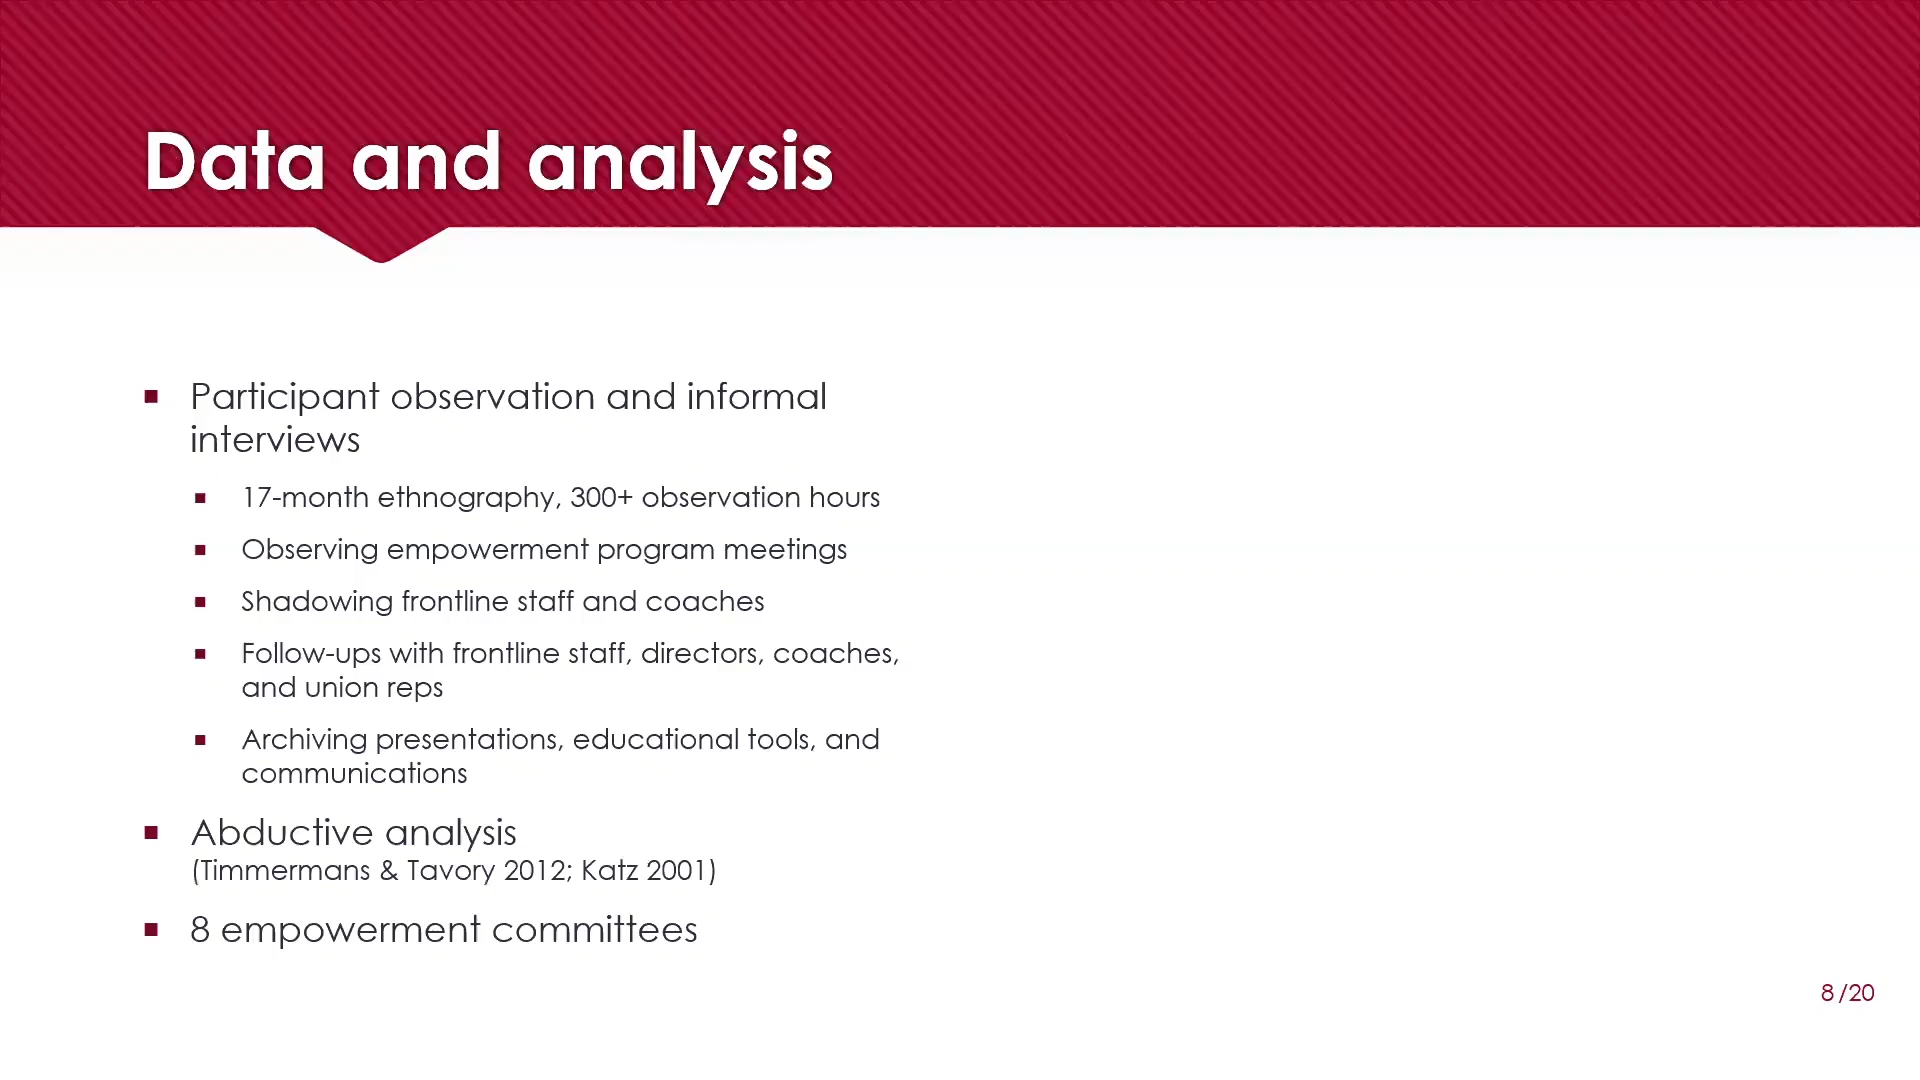 Data and analysis
Participant observation and informal
interviews
17-month ethnography, 300+ observation hours
Observing empowerment program meetings
Shadowing frontline staff and coaches
Follow-ups with frontline staff, directors, coaches,
and union reps
Archiving presentations, educational tools, and
communications
Abductive analysis
(Timmermans & Tavory 2012; Katz 2001)
8 empowerment committees
8/20